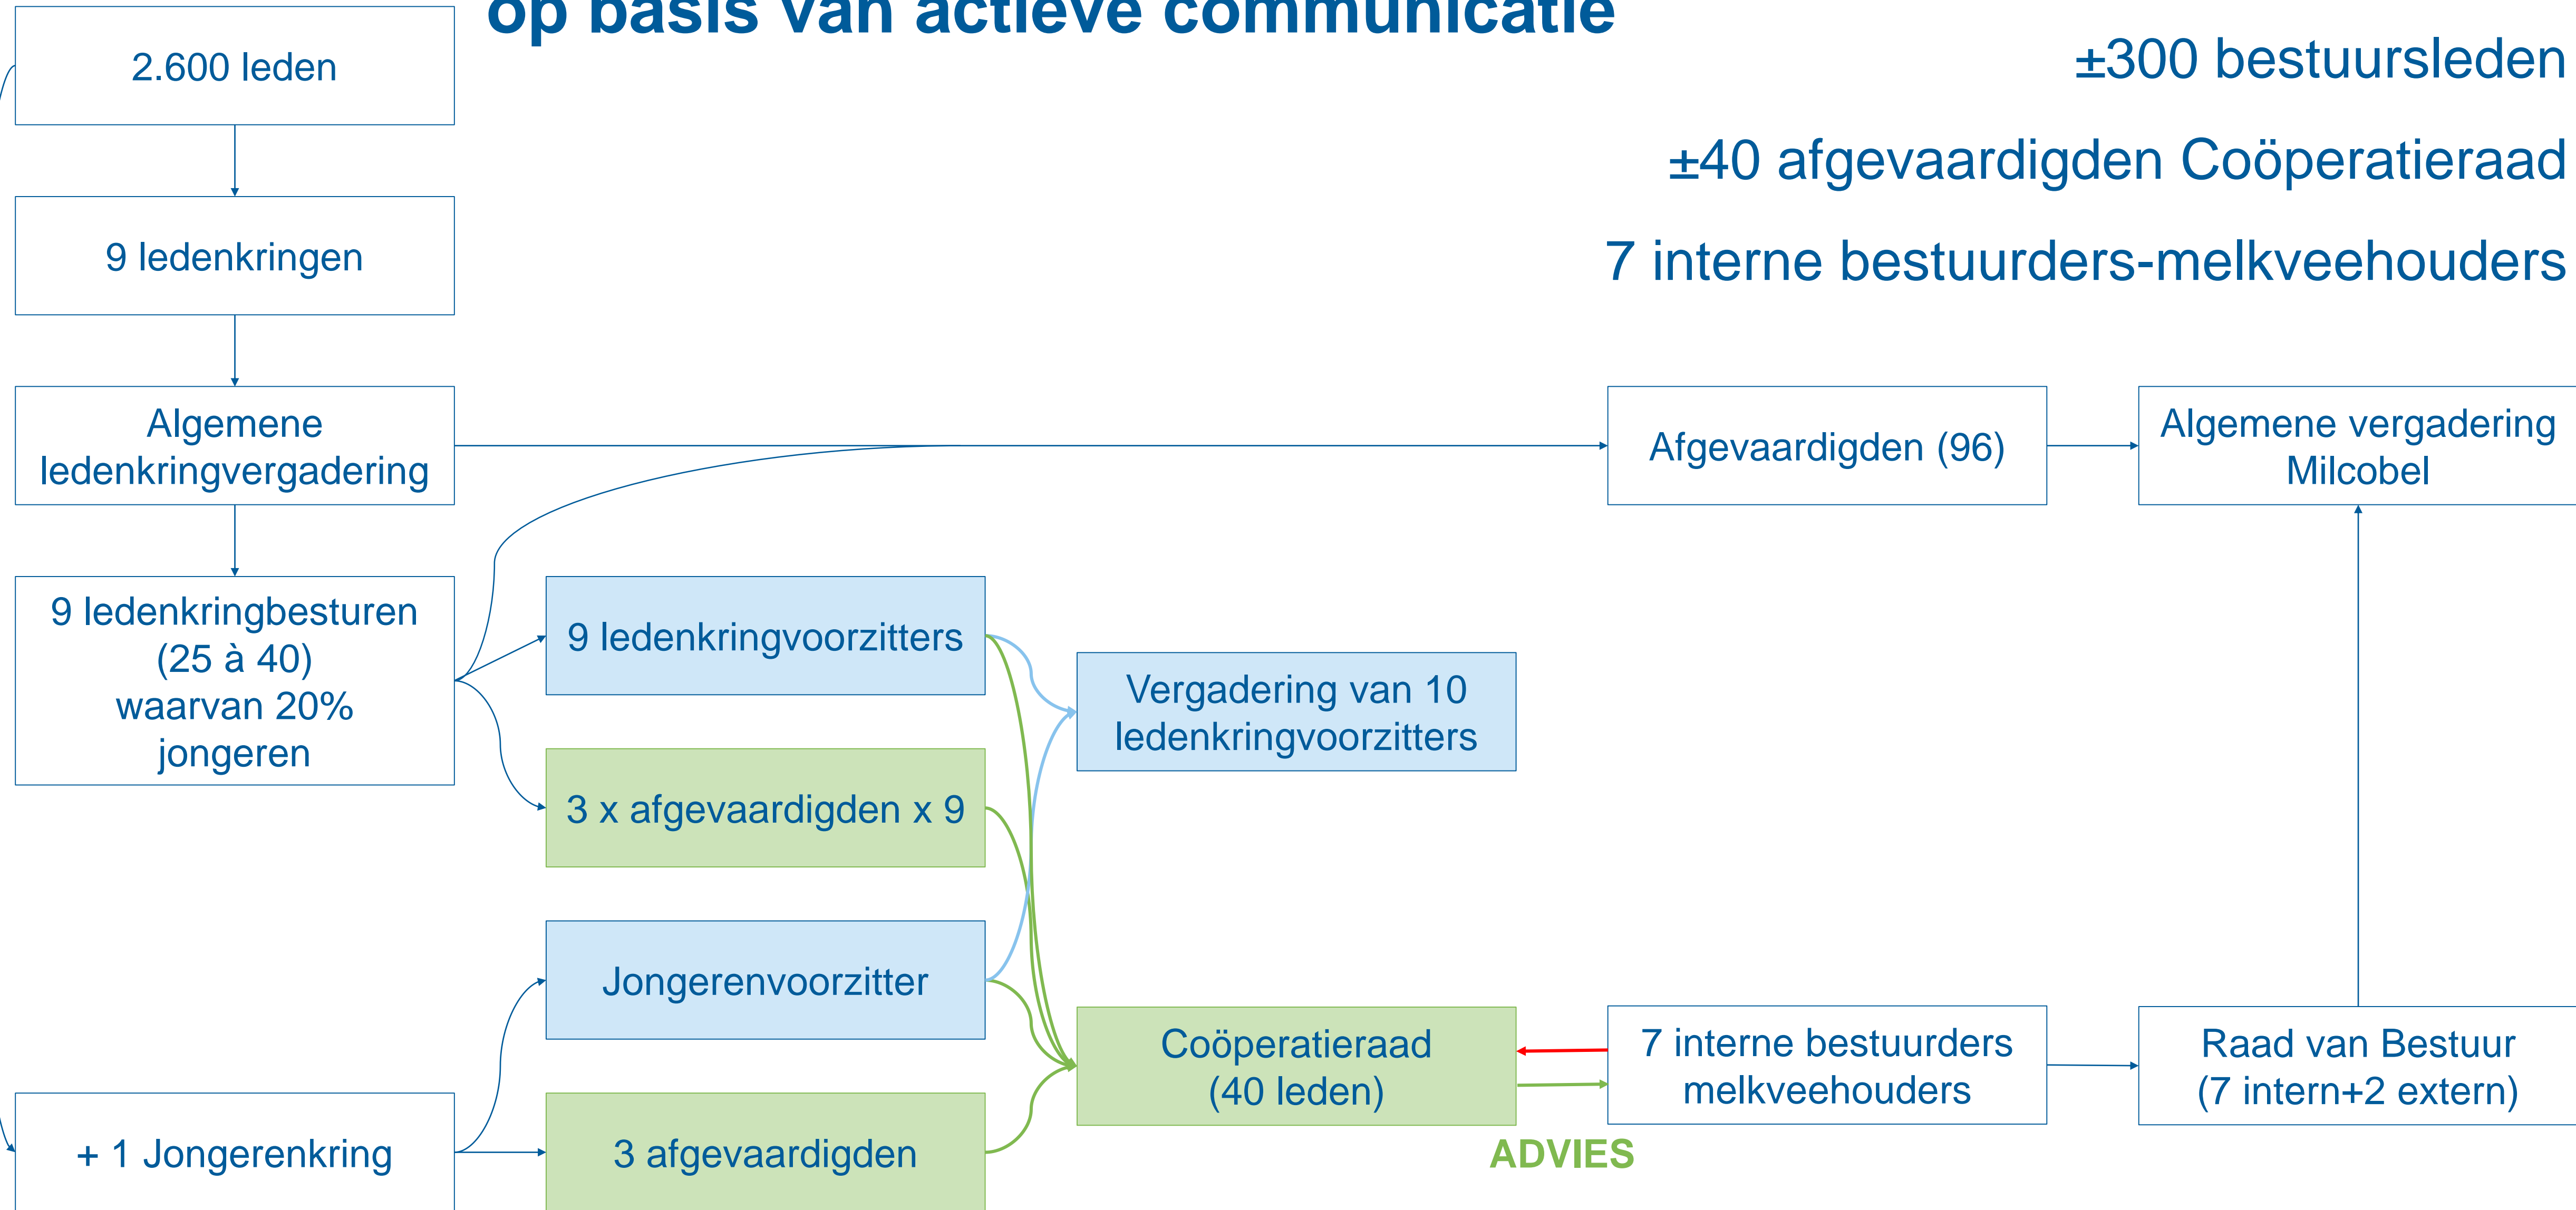 op basis van actieve communicatie
±300 bestuursleden
±40 afgevaardigden Coöperatieraad
7 interne bestuurders-melkveehouders
2.600 leden
9 ledenkringen
Algemene
ledenkringvergadering
Afgevaardigden (96)
Algemene vergadering
Milcobel
9 ledenkringbesturen
(25 à 40)
waarvan 20%
jongeren
9 ledenkringvoorzitters
3 x afgevaardigden x 9
Vergadering van 10
ledenkringvoorzitters
Jongerenvoorzitter
+ 1 Jongerenkring
3 afgevaardigden
Coöperatieraad
(40 leden)
ADVIES
7 interne bestuurders
melkveehouders
Raad van Bestuur
(7 intern+2 extern)